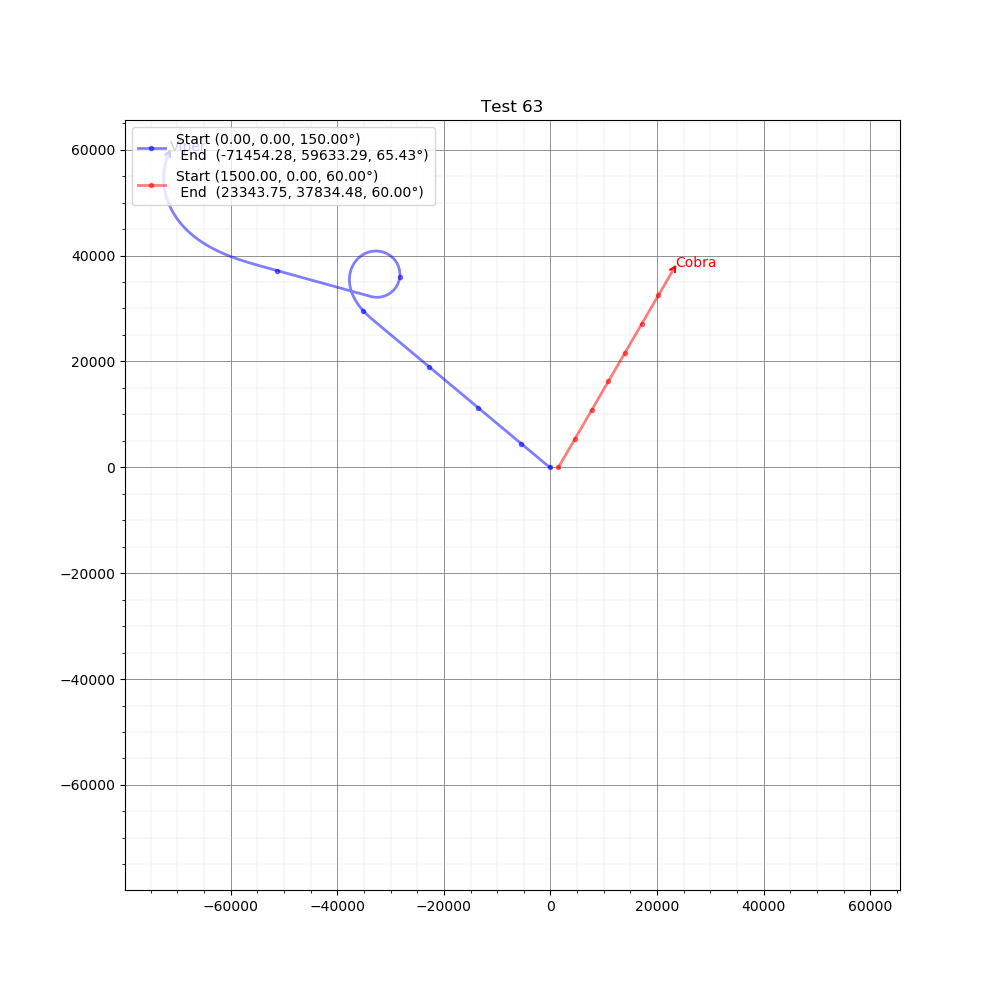 Test 63
Start (0.00, 0.00, 150.00°)
End (-71454.28, 59633.29, 65.43°)
Start (1500.00, 0.00, 60.00°)
End (23343.75, 37834.48, 60.00°)
Viper
Cobra
60000
40000
20000
0
−20000
−40000
−60000
−60000
−40000
−20000
0
20000
40000
60000